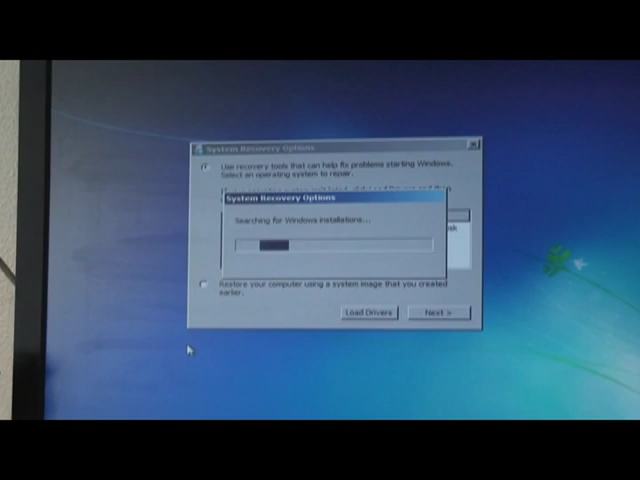 System Recovery Options
Use recovery tools that can help fix problems starting Windows.
Select an operating system to repair.
System Recovery Options
Searching for Windows installations...
Restore your computer using a system image that you created
earlier.
Load Drivers
Next >